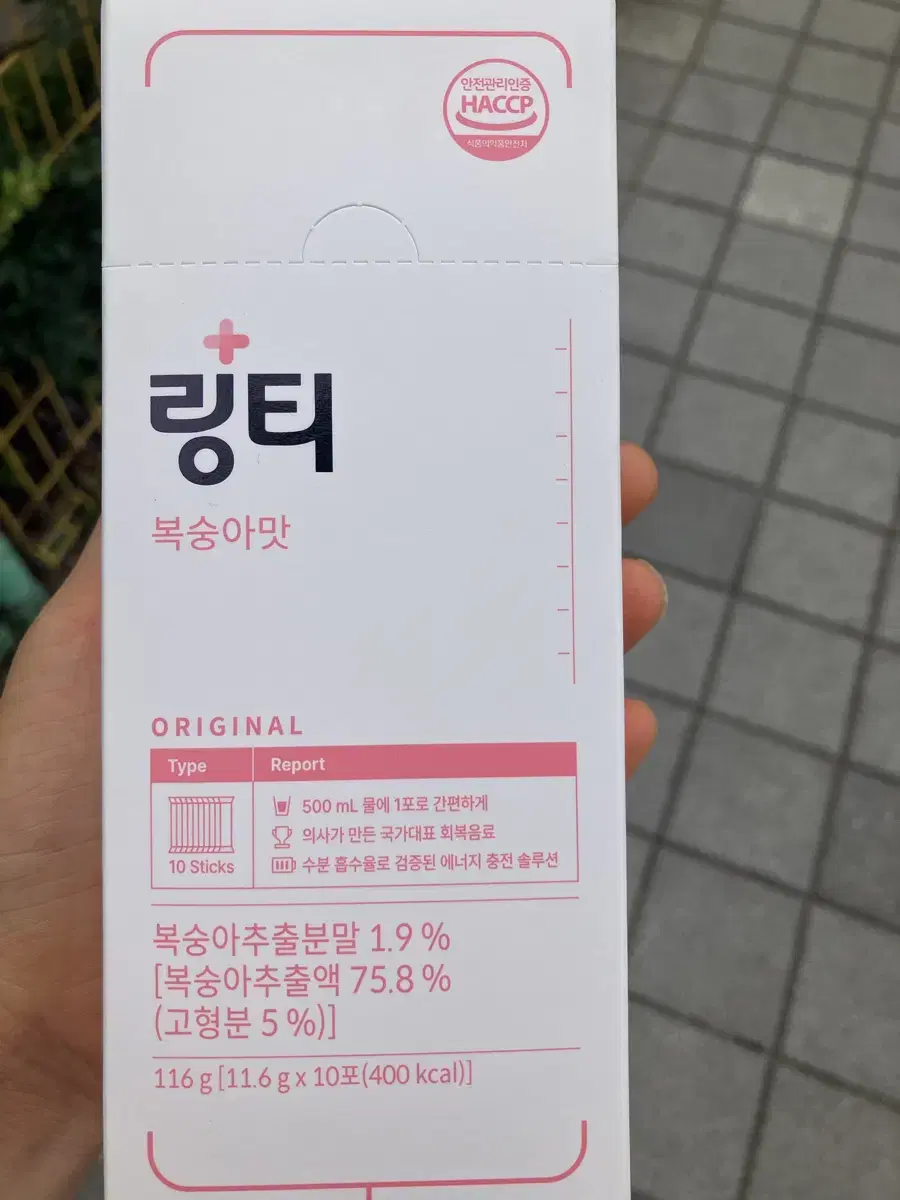 안전관리인증
HACCP
식품의약품안전처
링티
복숭아맛
ORIGINAL
Type
Report
10 Sticks
500 mL 물에 1포로 간편하게
의사가 만든 국가대표 회복음료
수분 흡수율로 검증된 에너지 충전 솔루션
복숭아추출분말 1.9 %
[복숭아추출액 75.8 %
(고형분 5 %)]
116 g [11.6 g x 10포(400 kcal)]